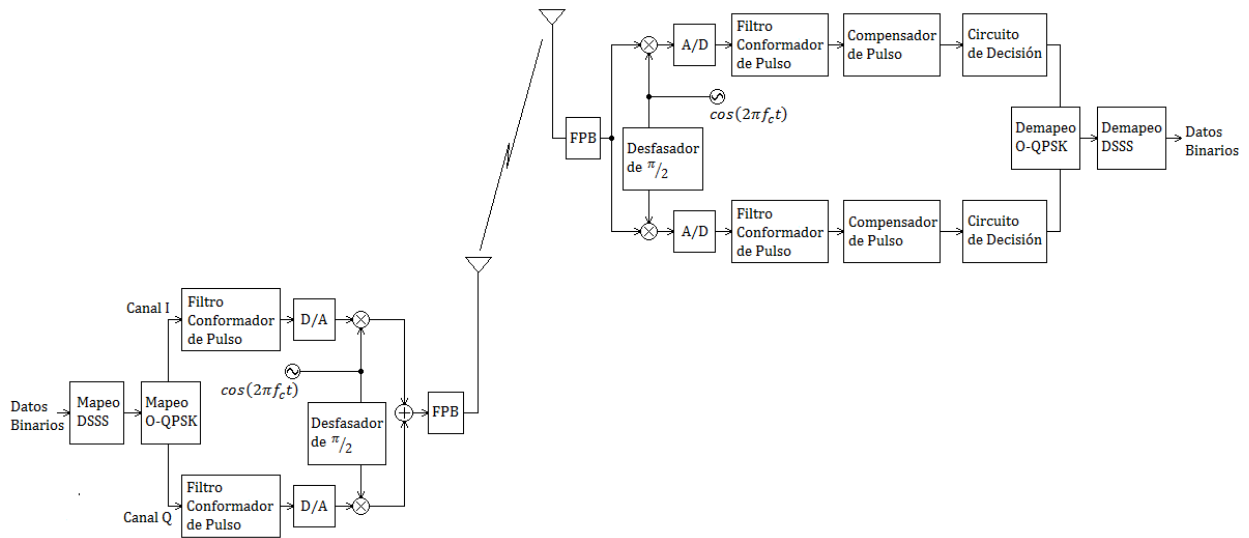 A/D
Filtro
Conformador
de Pulso
Compensador
de Pulso
Circuito
de Decisión
cos(2πf_ct)
FPB
Desfasador
de π/2
Demapeo
O-QPSK
Demapeo
DSSS
Datos
Binarios
A/D
Filtro
Conformador
de Pulso
Compensador
de Pulso
Circuito
de Decisión
Canal I
Filtro
Conformador
de Pulso
D/A
cos(2πf_ct)
Datos
Binarios
Mapeo
DSSS
Mapeo
O-QPSK
Desfasador
de π/2
FPB
Canal Q
Filtro
Conformador
de Pulso
D/A